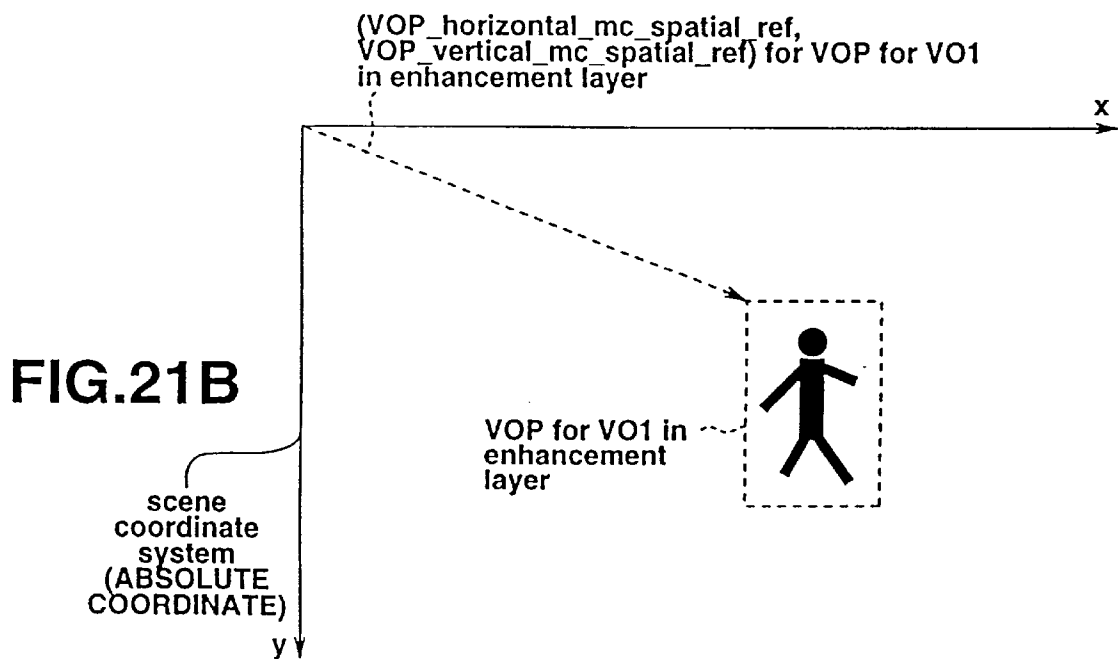 (VOP_horizontal_mc_spatial_ref,
VOP_vertical_mc_spatial_ref) for VOP for VO1
in enhancement layer
x
FIG.21B
VOP for VO1 in
enhancement
layer
scene
coordinate
system
(ABSOLUTE
COORDINATE)
y